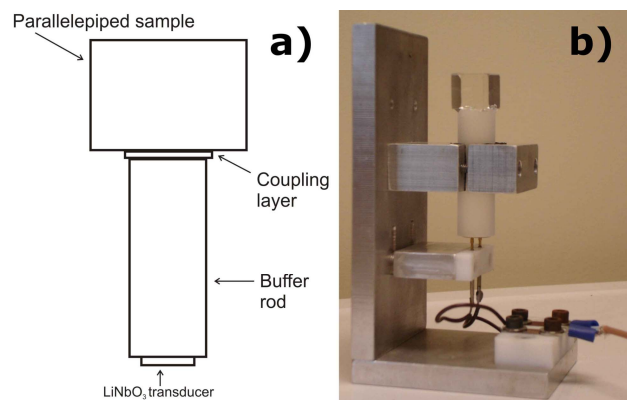 Parallelepiped sample
a)
b)
Coupling
layer
Buffer
rod
LiNbO₃ transducer